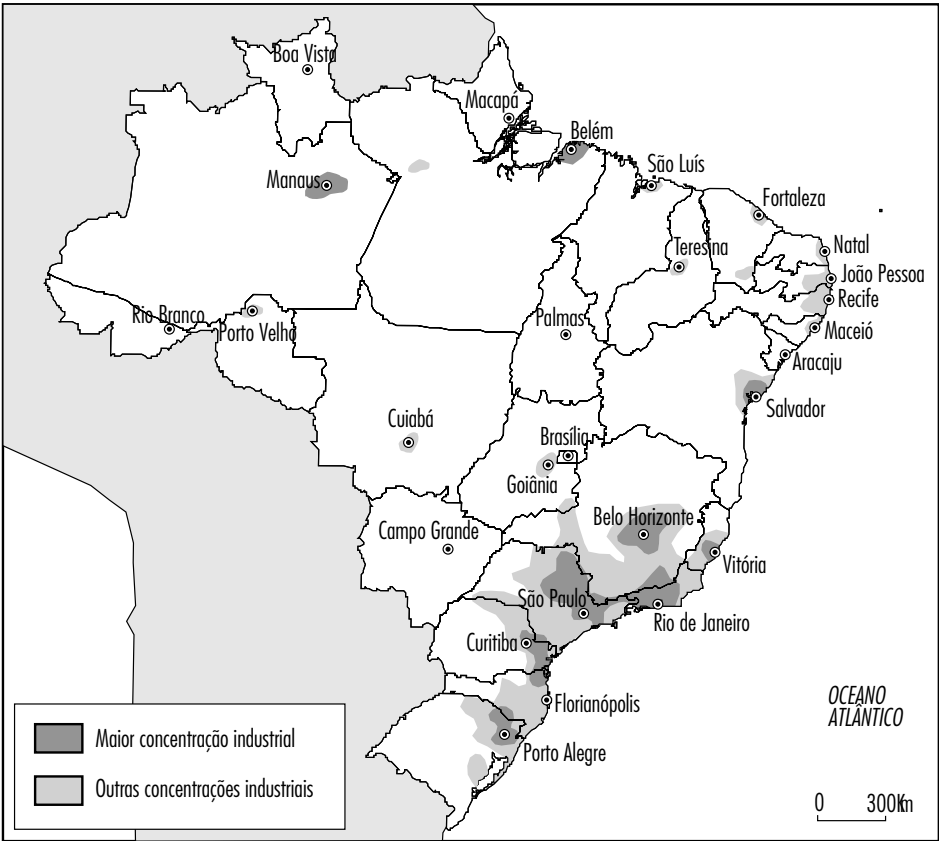 Boa Vista
Macapá
Belém
São Luís
Manaus
Fortaleza
Teresina
Natal
João Pessoa
Recife
Rio Branco
Porto Velho
Palmas
Maceió
Aracaju
Salvador
Cuiabá
Brasília
Goiânia
Belo Horizonte
Campo Grande
Vitória
São Paulo
Rio de Janeiro
Curitiba
Florianópolis
Porto Alegre
OCEANO
ATLÂNTICO
Maior concentração industrial
Outras concentrações industriais
0 300Km